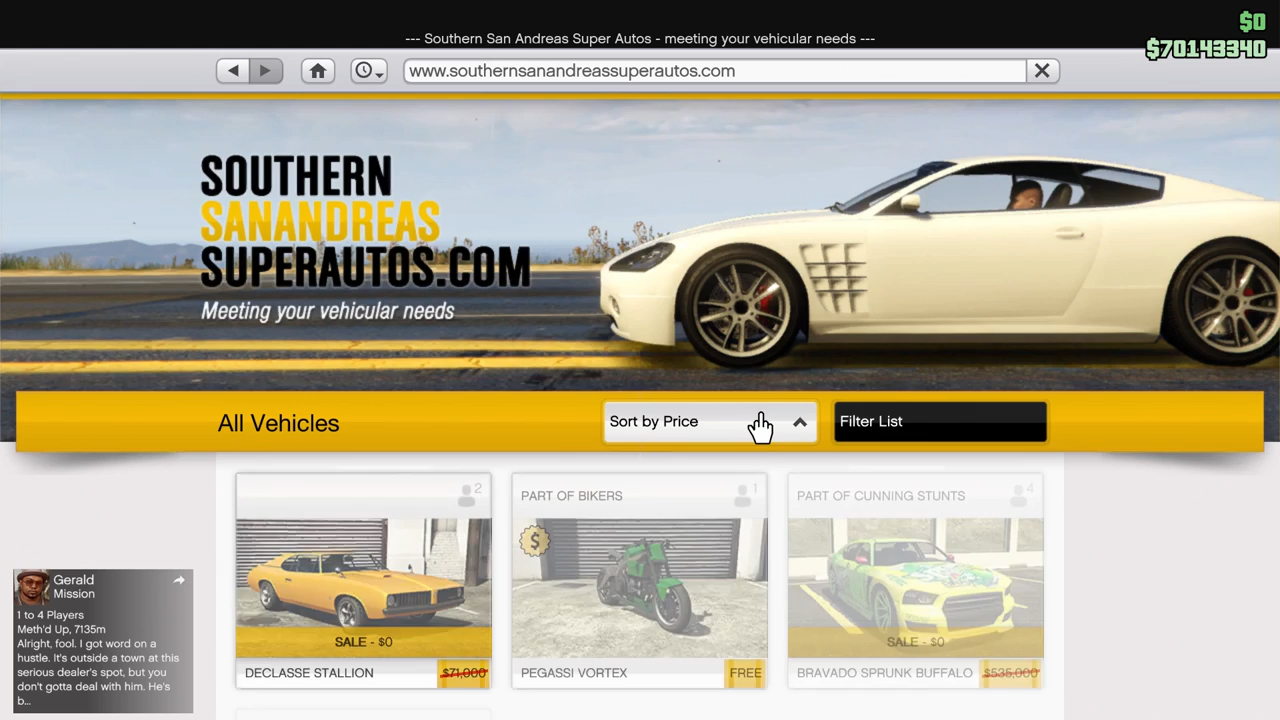 $0
--- Southern San Andreas Super Autos - meeting your vehicular needs ---
$70143340
www.southernsanandreassuperautos.com
SOUTHERN
SANANDREAS
SUPERAUTOS.COM
Meeting your vehicular needs
All Vehicles
Sort by Price
Filter List
2
PART OF BIKERS
1
PART OF CUNNING STUNTS
4
$
SALE - $0
SALE - $0
DECLASSE STALLION
$71,000
PEGASSI VORTEX
FREE
BRAVADO SPRUNK BUFFALO
$535,000
Gerald
Mission
1 to 4 Players
Meth'd Up, 7135m
Alright, fool. I got word on a
hustle. It's outside a town at this
serious dealer's spot, but you
don't gotta deal with him. He's
b...